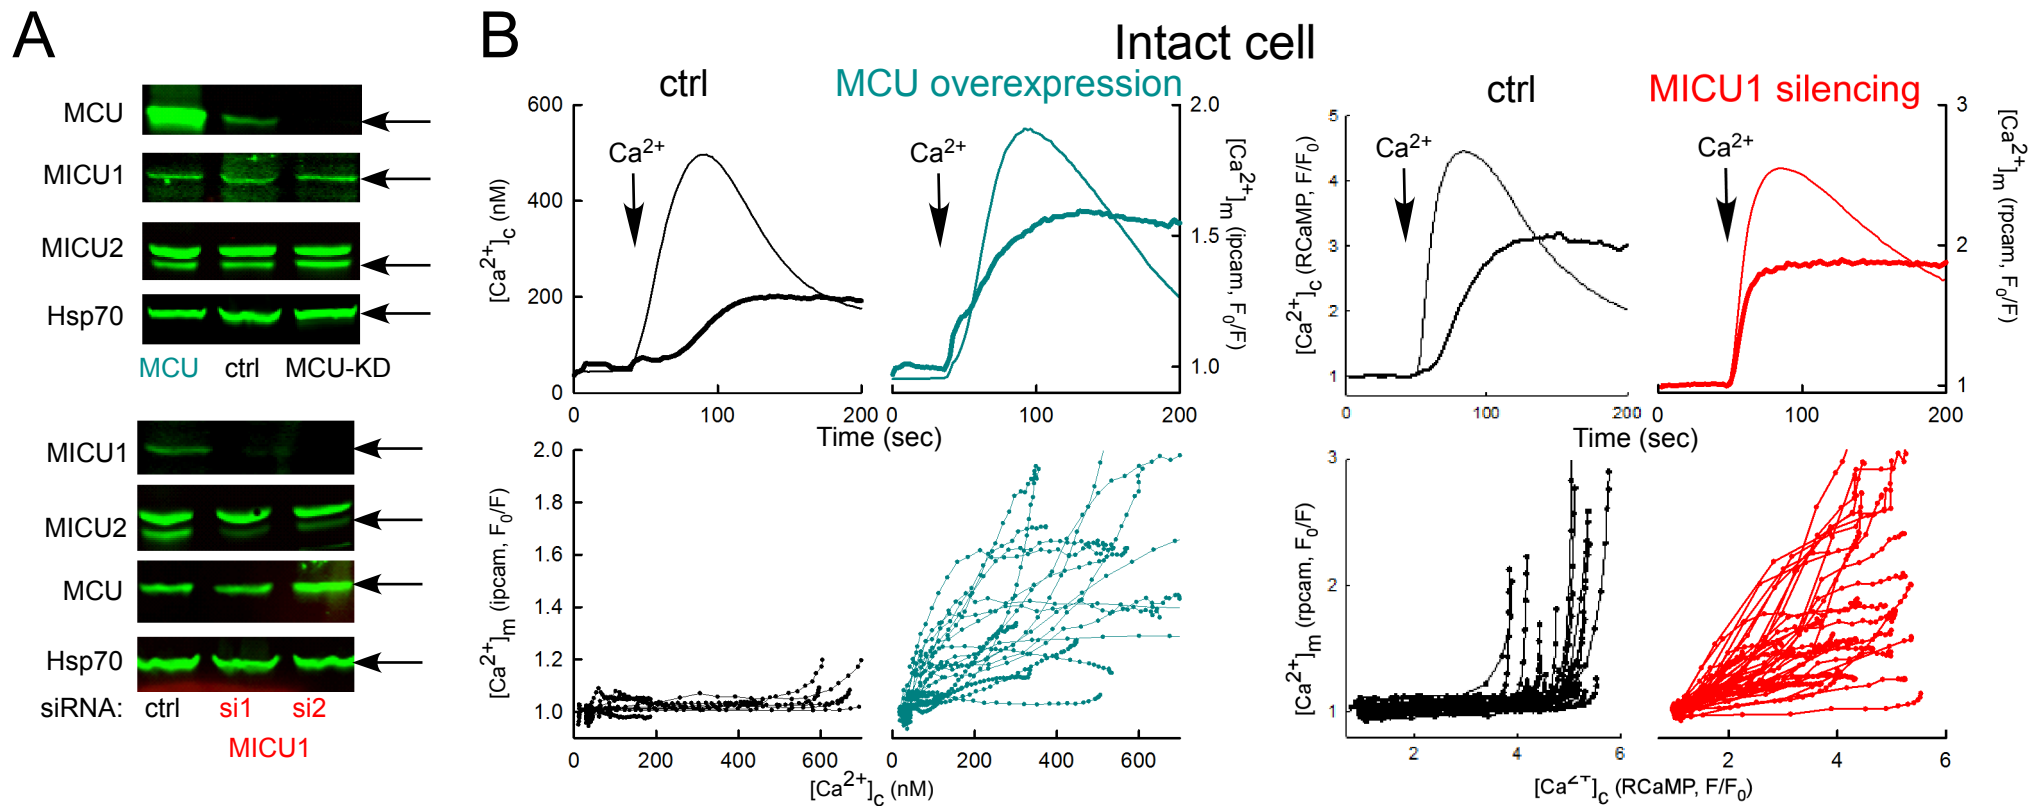 A
MCU
MICU1
MICU2
Hsp70
MCU ctrl MCU-KD
MICU1
MICU2
MCU
Hsp70
siRNA: ctrl si1 si2
MICU1
B
Intact cell
ctrl
MCU overexpression
ctrl
MICU1 silencing
600
400
200
0
[Ca2+]c (nM)
Ca2+
0 100 200
Ca2+
100 200
2.0
1.5
1.0
[Ca2+]m (ipcam, F0/F)
Time (sec)
5
4
3
2
1
[Ca2+]c (RCaMP, F/F0)
Ca2+
0 100 200
Ca2+
0 100 200
3
2
1
[Ca2+]m (rpcam, F0/F)
Time (sec)
2.0
1.8
1.6
1.4
1.2
1.0
[Ca2+]m (ipcam, F0/F)
0 200 400 600
0 200 400 600
[Ca2+]c (nM)
3
2
1
[Ca2+]m (rpcam, F0/F)
2 4 6
2 4 6
[Ca2+]c (RCaMP, F/F0)